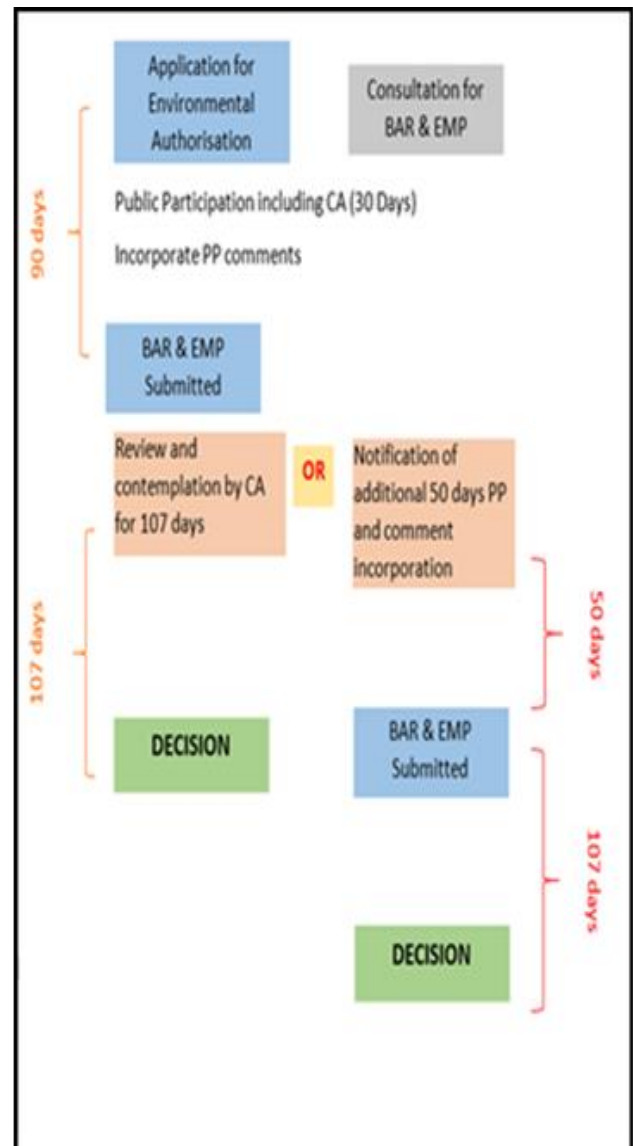 Application for
Environmental
Authorisation
Consultation for
BAR & EMP
90 days
Public Participation including CA (30 Days)
Incorporate PP comments
BAR & EMP
Submitted
Review and
contemplation by CA
for 107 days
OR
Notification of
additional 50 days PP
and comment
incorporation
107 days
50 days
DECISION
BAR & EMP
Submitted
107 days
DECISION